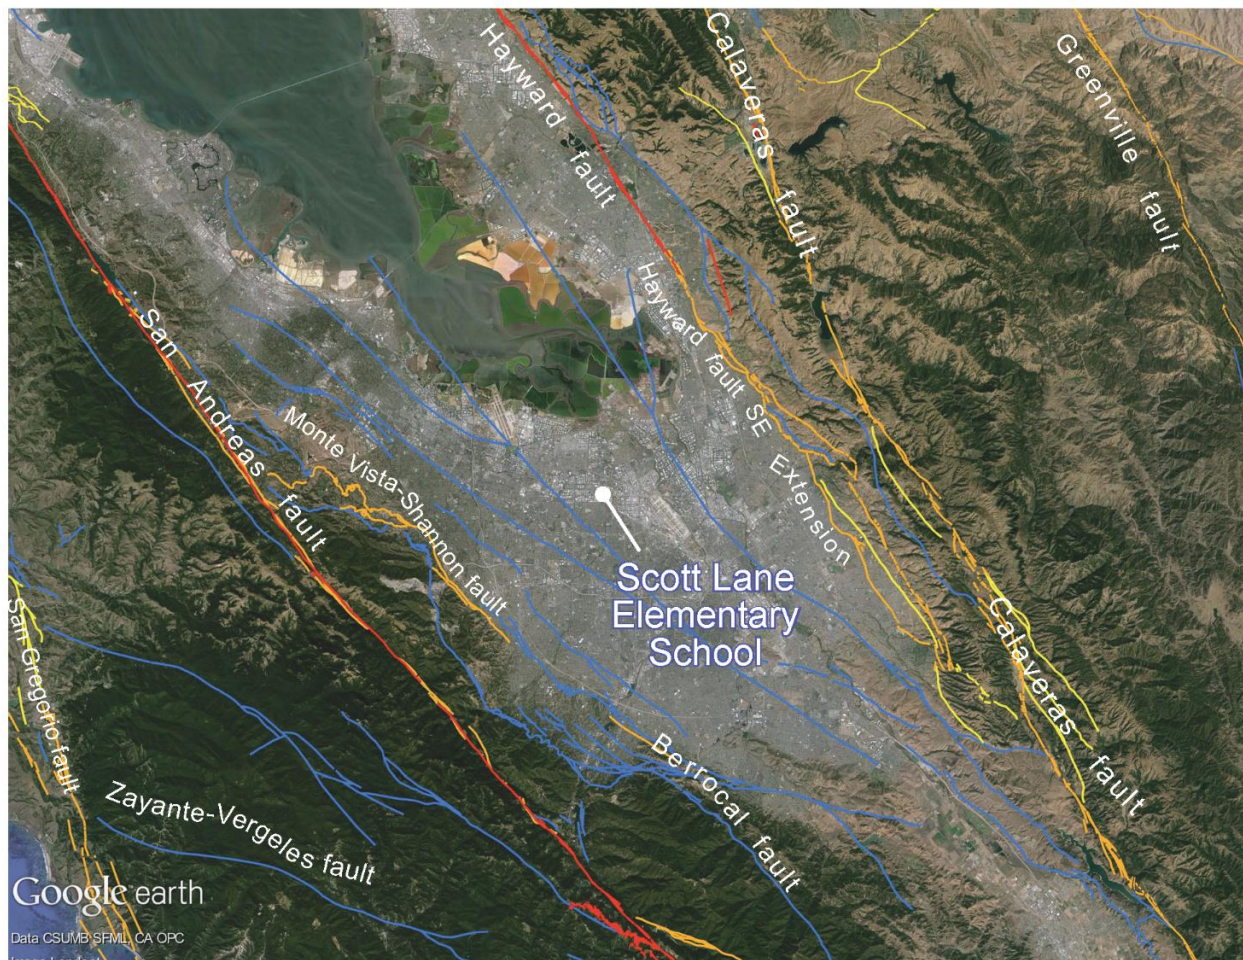 Hayward fault
Calaveras fault
Greenville fault
Hayward fault SE Extension
San Andreas fault
Monte Vista-Shannon fault
Scott Lane
Elementary
School
San Gregorio fault
Calaveras fault
Berrocal fault
Zayante-Vergeles fault
Google earth
Data CSUMB SFML, CA OPC